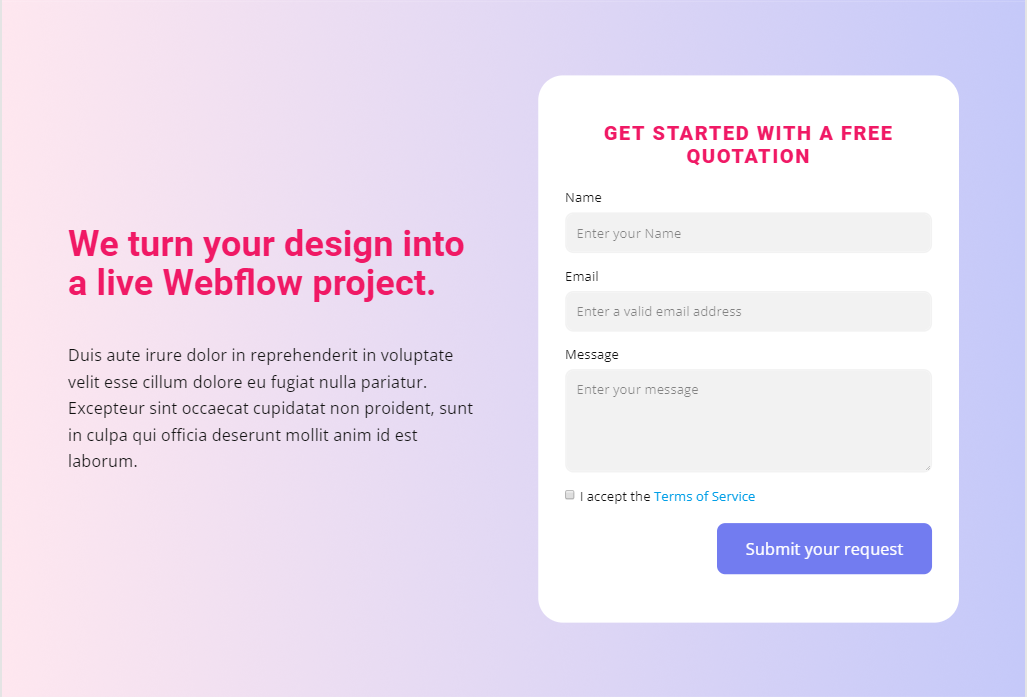 We turn your design into
a live Webflow project.
Duis aute irure dolor in reprehenderit in voluptate
velit esse cillum dolore eu fugiat nulla pariatur.
Excepteur sint occaecat cupidatat non proident, sunt
in culpa qui officia deserunt mollit anim id est
laborum.
GET STARTED WITH A FREE
QUOTATION
Name
Enter your Name
Email
Enter a valid email address
Message
Enter your message
I accept the Terms of Service
Submit your request